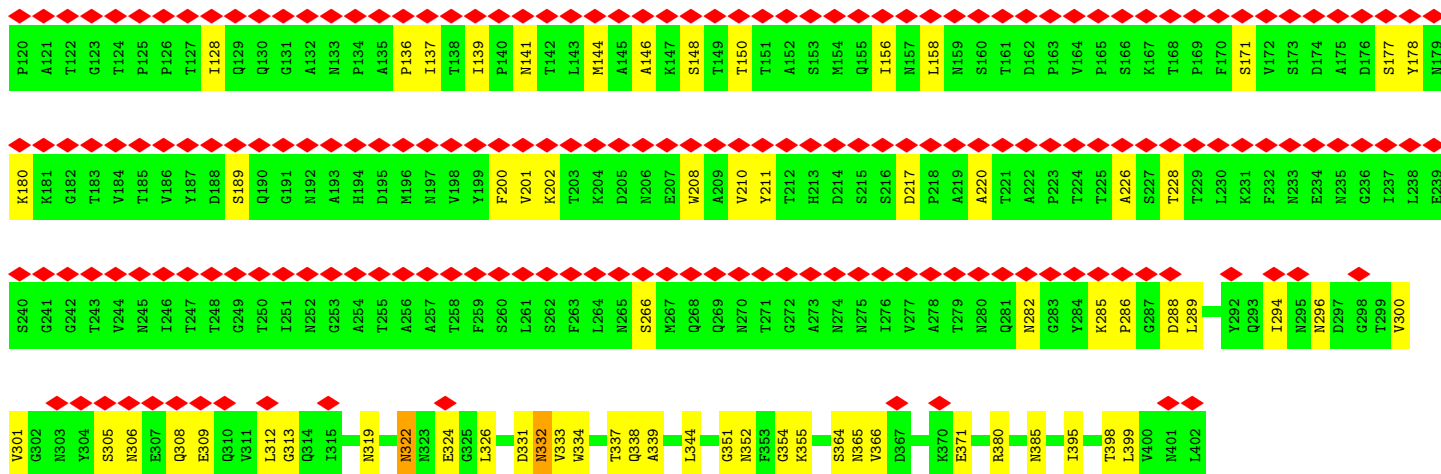 P120 A121 T122 G123 T124 P125 P126 T127 I128 Q129 Q130 G131 A132 N133 P134 A135 P136 I137 T138 I139 P140 N141 T142 L143 M144 A145 A146 K147 S148 T149 T150 T151 A152 S153 M154 Q155 I156 N157 L158 N159 S160 T161 D162 P163 V164 P165 S166 K167 T168 P169 F170 S171 V172 S173 D174 A175 D176 S177 Y178 N179
K180 K181 G182 T183 V184 T185 V186 Y187 D188 S189 Q190 G191 N192 A193 H194 D195 M196 N197 V198 Y199 F200 V201 K202 T203 K204 D205 N206 E207 W208 A209 V210 Y211 T212 H213 D214 S215 S216 D217 P218 A219 A220 T221 A222 P223 T224 T225 A226 S227 T228 T229 L230 K231 F232 N233 E234 N235 G236 I237 L238 E239
S240 G241 G242 T243 V244 N245 I246 T247 T248 G249 T250 I251 N252 G253 A254 T255 A256 A257 T258 F259 S260 L261 S262 F263 L264 N265 S266 M267 Q268 Q269 N270 T271 G272 A273 N274 N275 I276 V277 A278 T279 N280 Q281 N282 G283 Y284 K285 P286 G287 D288 L289 Y292 Q293 I294 N295 N296 D297 G298 T299 V300
V301 G302 N303 Y304 S305 N306 E307 Q308 E309 Q310 V311 L312 G313 Q314 I315 N319 N322 N323 E324 G325 L326 D331 N332 V333 W334 T337 Q338 A339 L344 G351 N352 F353 G354 K355 S364 N365 V366 D367 K370 E371 R380 N385 I395 T398 L399 V400 N401 L402